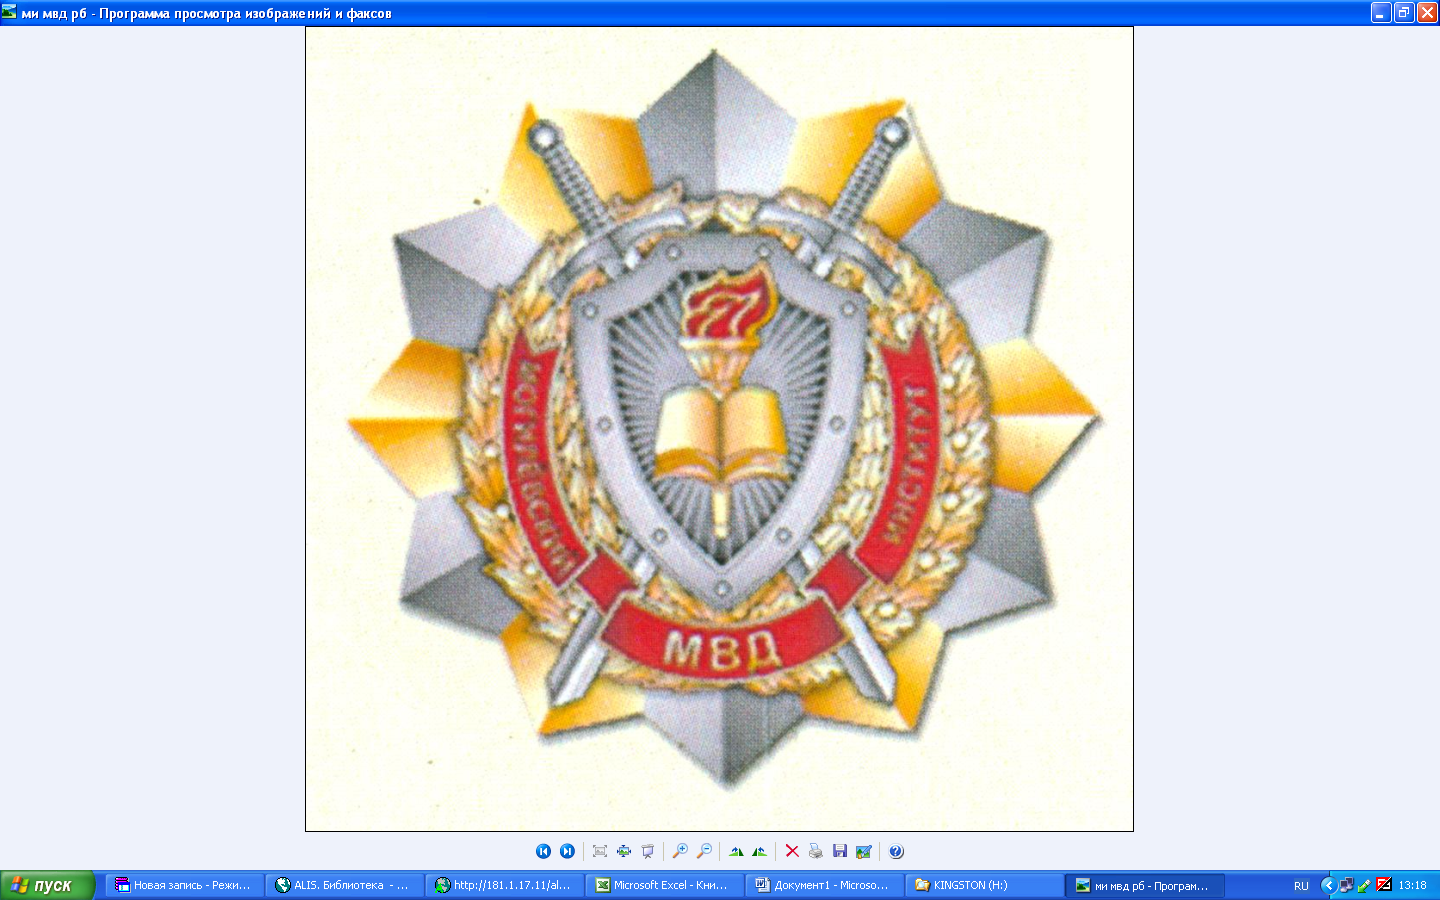 ми мвд рб - Программа просмотра изображений и факсов
МОГИЛЕВСКИЙ
ИНСТИТУТ
МВД
пуск
Новая запись - Режи...
ALIS. Библиотека - ...
http://181.1.17.11/al...
Microsoft Excel - Кни...
Документ1 - Microso...
KINGSTON (H:)
ми мвд рб - Програм...
RU
13:18